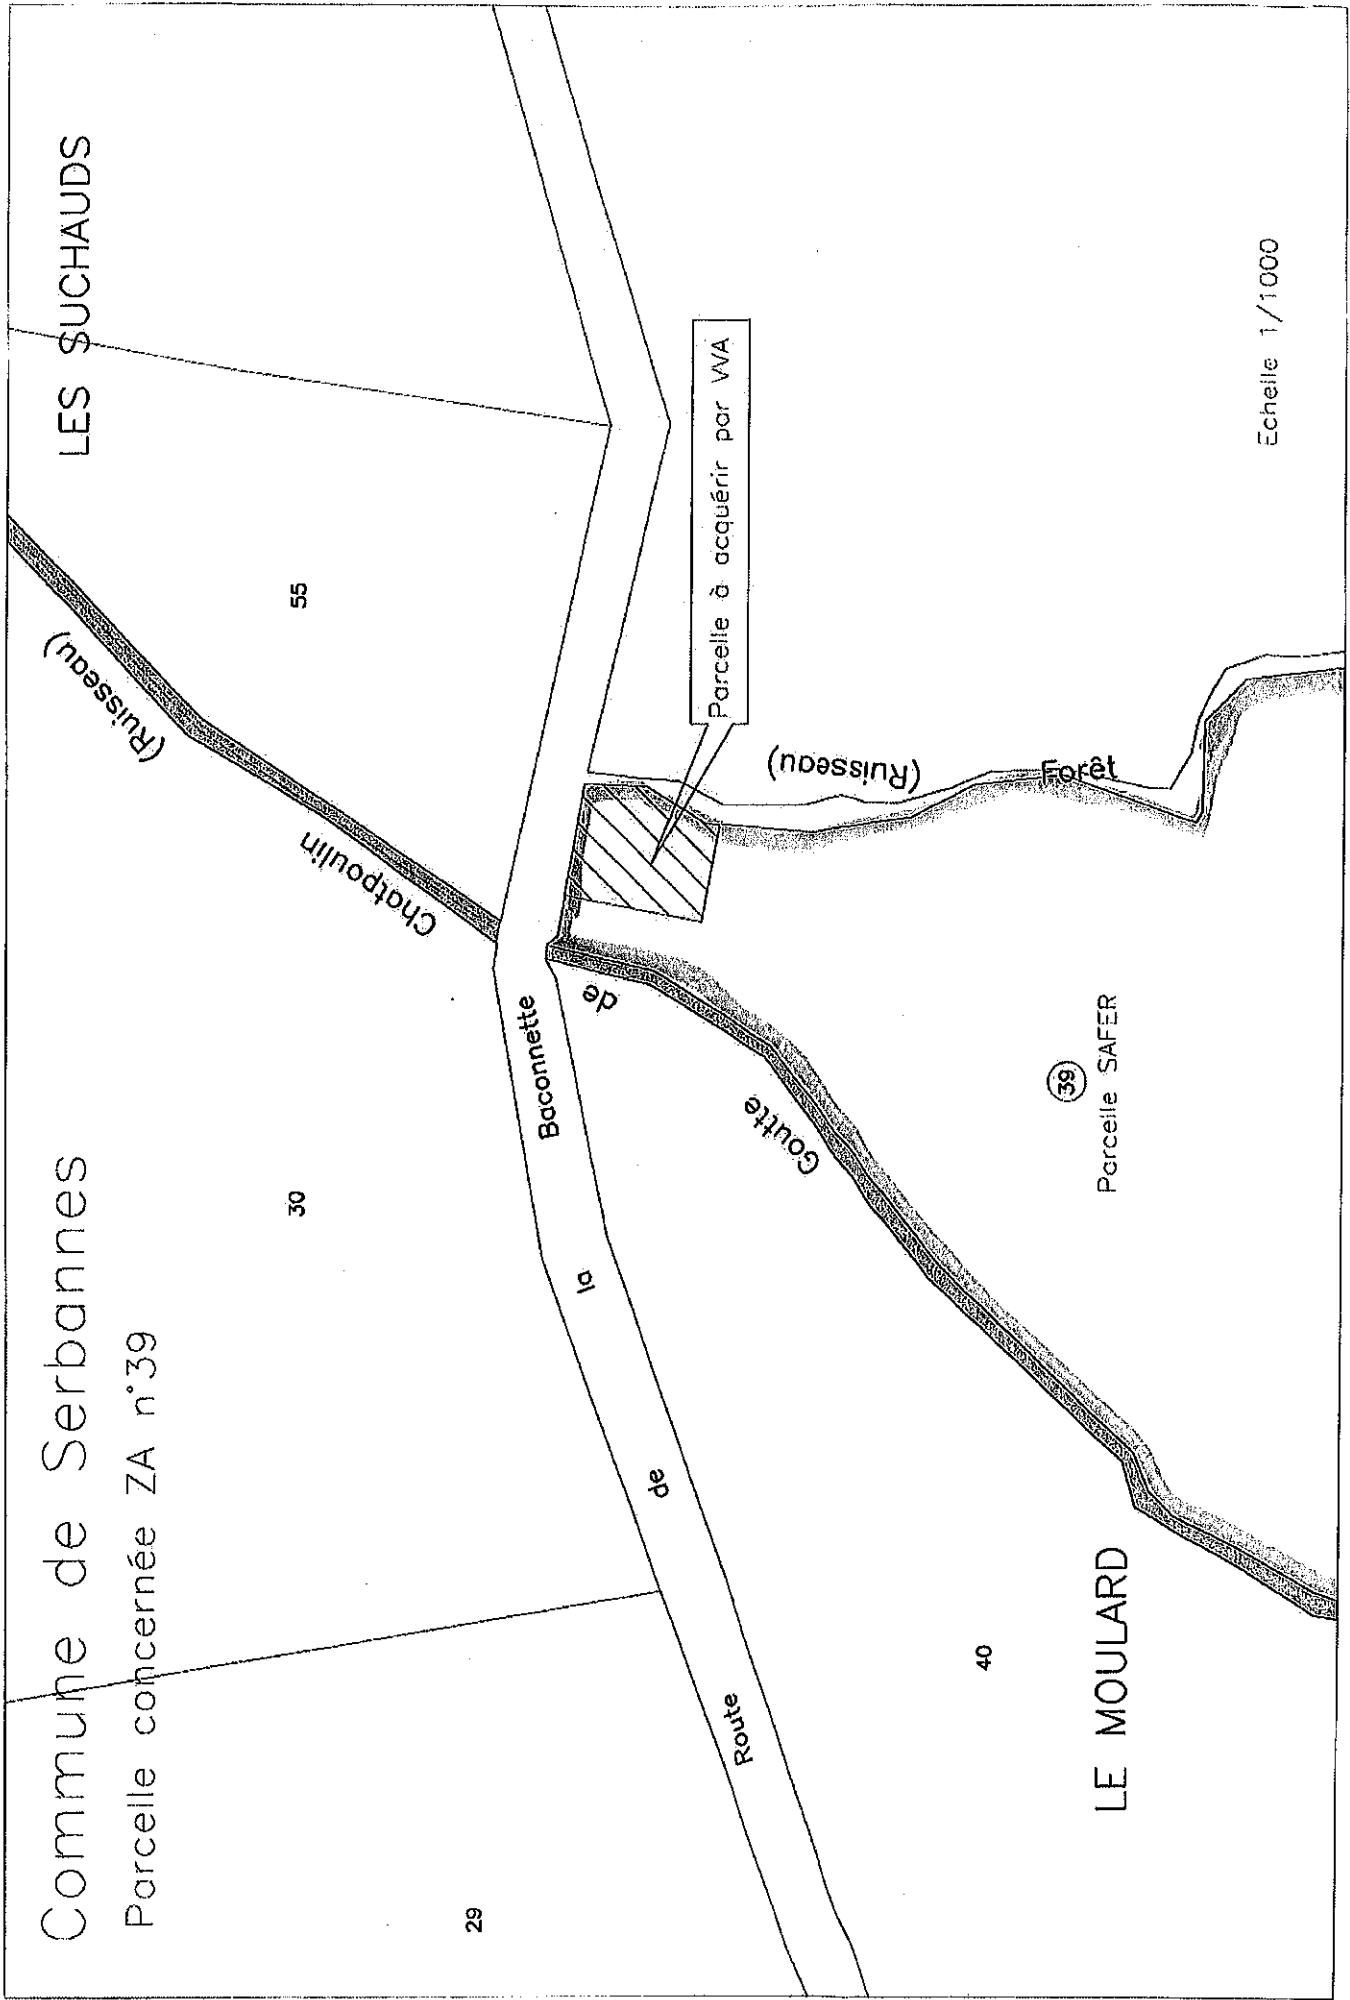 Commune de Serbannes
Parcelle concernée ZA n°39
LES SUCHAUDS
(Ruisseau)
Chatpoulin
55
30
29
Route de la Baconnette
Parcelle à acquérir par VVA
de
Goutte
(Ruisseau)
Forêt
39
Parcelle SAFER
40
LE MOULARD
Echelle 1/1000